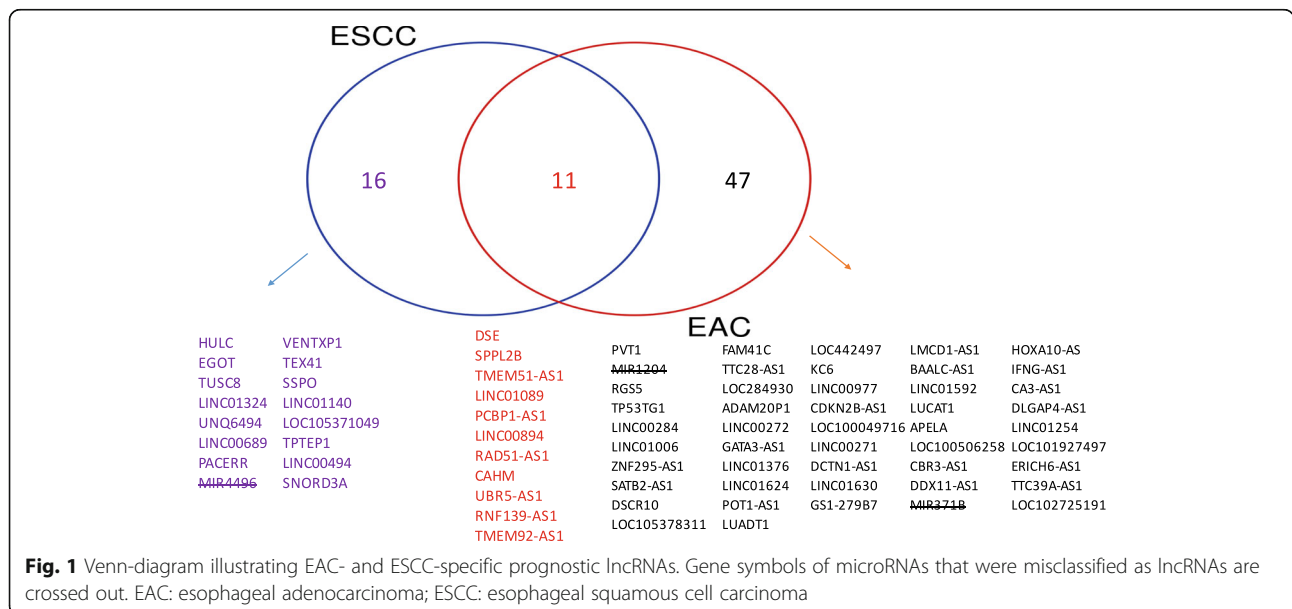 ESCC
16
11
47
EAC
HULC VENTXP1
EGOT TEX41
TUSC8 SSPO
LINC01324 LINC01140
UNQ6494 LOC105371049
LINC00689 TPTEP1
PACERR LINC00494
MIR4496 SNORD3A
DSE
SPPL2B
TMEM51-AS1
LINC01089
PCBP1-AS1
LINC00894
RAD51-AS1
CAHM
UBR5-AS1
RNF139-AS1
TMEM92-AS1
PVT1 FAM41C LOC442497 LMCD1-AS1 HOXA10-AS
MIR1204 TTC28-AS1 KC6 BAALC-AS1 IFNG-AS1
RGS5 LOC284930 LINC00977 LINC01592 CA3-AS1
TP53TG1 ADAM20P1 CDKN2B-AS1 LUCAT1 DLGAP4-AS1
LINC00284 LINC00272 LOC100049716 APELA LINC01254
LINC01006 GATA3-AS1 LINC00271 LOC100506258 LOC101927497
ZNF295-AS1 LINC01376 DCTN1-AS1 CBR3-AS1 ERICH6-AS1
SATB2-AS1 LINC01624 LINC01630 DDX11-AS1 TTC39A-AS1
DSCR10 POT1-AS1 GS1-279B7 MIR371B LOC102725191
LOC105378311 LUADT1
Fig. 1 Venn-diagram illustrating EAC- and ESCC-specific prognostic lncRNAs. Gene symbols of microRNAs that were misclassified as lncRNAs are
crossed out. EAC: esophageal adenocarcinoma; ESCC: esophageal squamous cell carcinoma